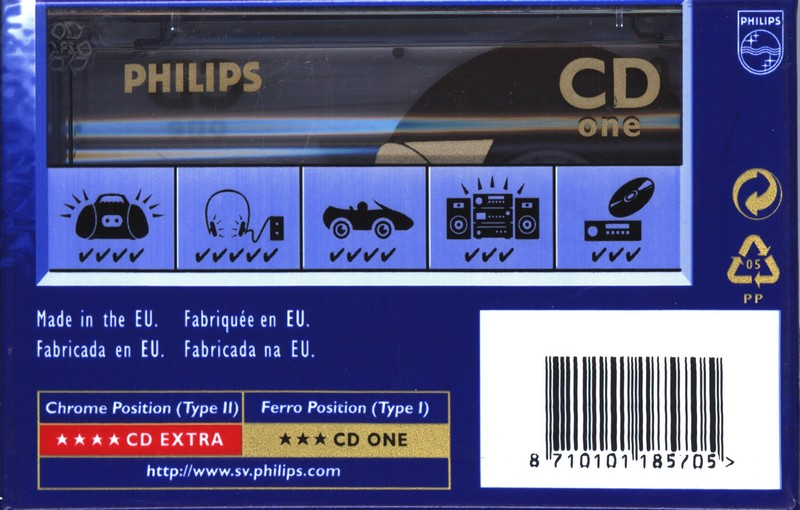 PS
PHILIPS
PHILIPS
CD
one
05
PP
Made in the EU. Fabriquée en EU.
Fabricada en EU. Fabricada na EU.
Chrome Position (Type II) Ferro Position (Type I)
★★★★ CD EXTRA ★★★ CD ONE
http://www.sv.philips.com
8 710101 185705 >